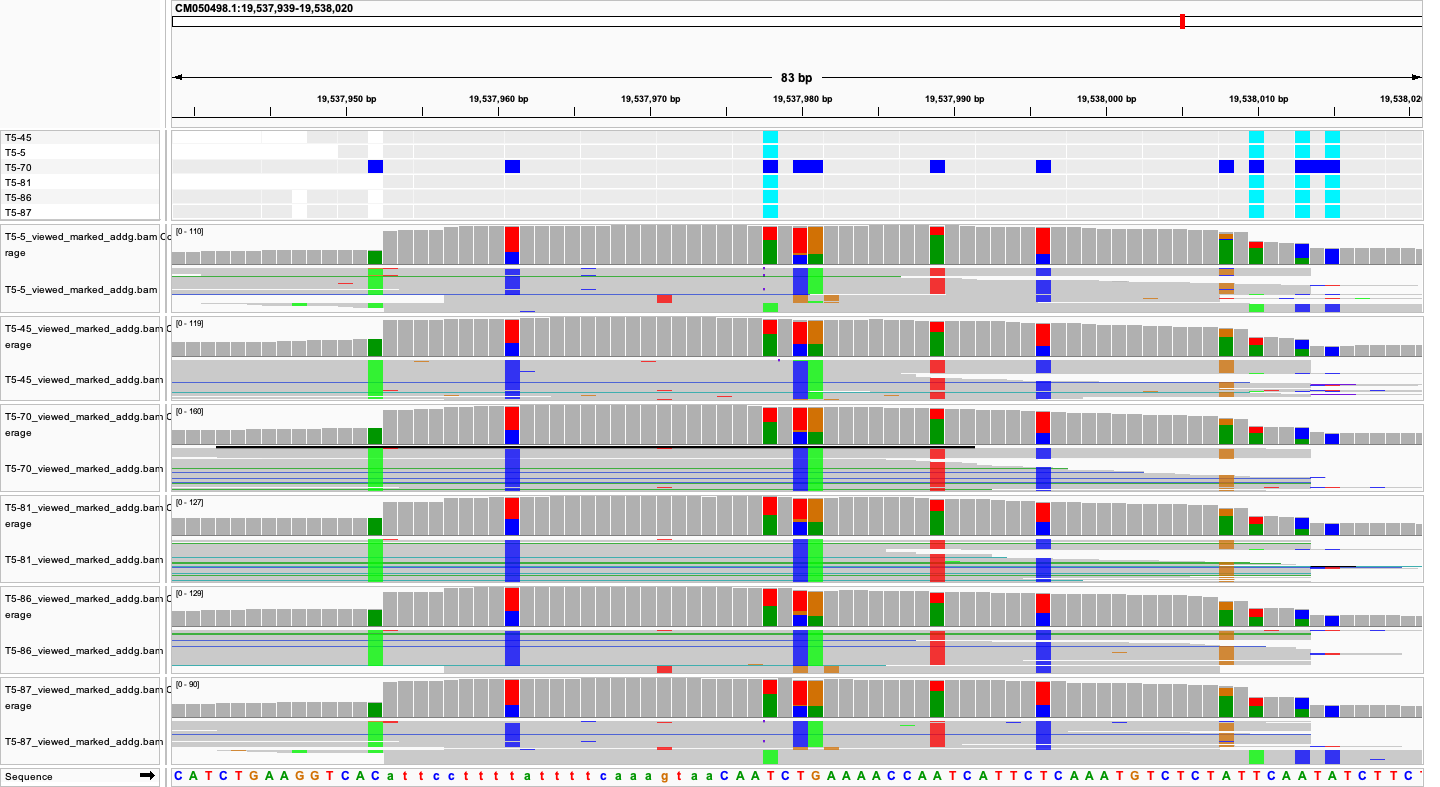 CM050498.1:19,537,939-19,538,020
83 bp
19,537,950 bp 19,537,960 bp 19,537,970 bp 19,537,980 bp 19,537,990 bp 19,538,000 bp 19,538,010 bp 19,538,02
T5-45
T5-5
T5-70
T5-81
T5-86
T5-87
T5-5_viewed_marked_addg.bam Co
rage
[0 - 110]
T5-5_viewed_marked_addg.bam
T5-45_viewed_marked_addg.bam C
erage
[0 - 119]
T5-45_viewed_marked_addg.bam
T5-70_viewed_marked_addg.bam C
erage
[0 - 160]
T5-70_viewed_marked_addg.bam
T5-81_viewed_marked_addg.bam C
erage
[0 - 127]
T5-81_viewed_marked_addg.bam
T5-86_viewed_marked_addg.bam C
erage
[0 - 129]
T5-86_viewed_marked_addg.bam
T5-87_viewed_marked_addg.bam C
erage
[0 - 90]
T5-87_viewed_marked_addg.bam
Sequence C A T C T G A A G G T C A C a t t c c t t t t a t t t t c a a a g t a a C A A T C T G A A A A C C A A T C A T T C T C A A A T G T C T C T A T T C A A T A T C T T C